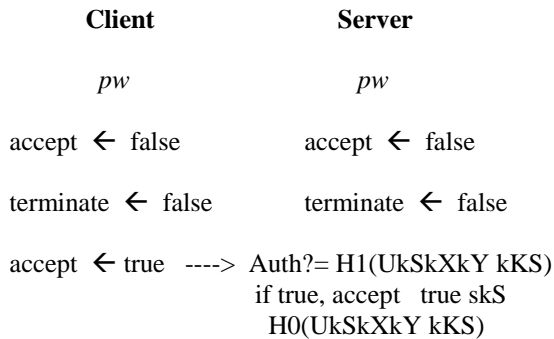 Client Server
pw pw
accept ← false accept ← false
terminate ← false terminate ← false
accept ← true ----> Auth?= H1(UkSkXkY kKS)
if true, accept true skS
H0(UkSkXkY kKS)